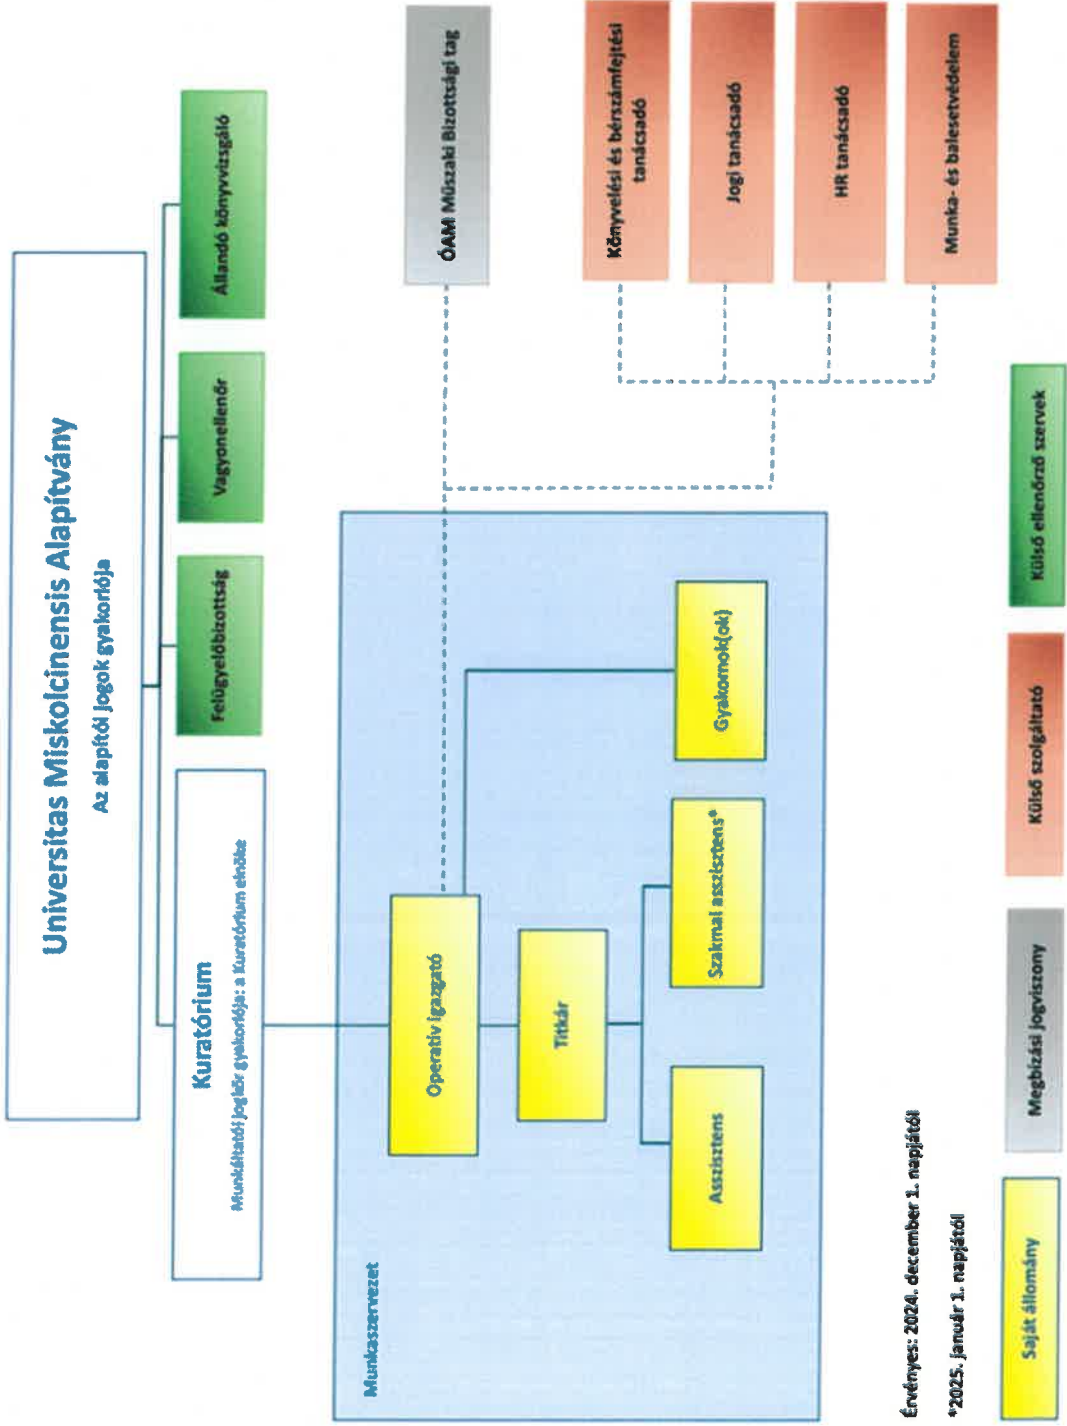 Universitas Miskolcinensis Alapítvány
Az alapítói jogok gyakorlója
Kuratórium
Munkáltatói jogkör gyakorlója: a Kuratórium elnöke
Felügyelőbizottság
Vagyonellenőr
Állandó könyvvizsgáló
Munkaszervezet
Operatív igazgató
Titkár
Asszisztens
Szakmai asszisztens*
Gyakornok(ok)
ÓAM Műszaki Bizottsági tag
Könyvelési és bérszámfejtési
tanácsadó
Jogi tanácsadó
HR tanácsadó
Munka- és balesetvédelem
Érvényes: 2024. december 1. napjától
*2025. január 1. napjától
Saját állomány
Megbízási jogviszony
Külső szolgáltató
Külső ellenőrző szervek